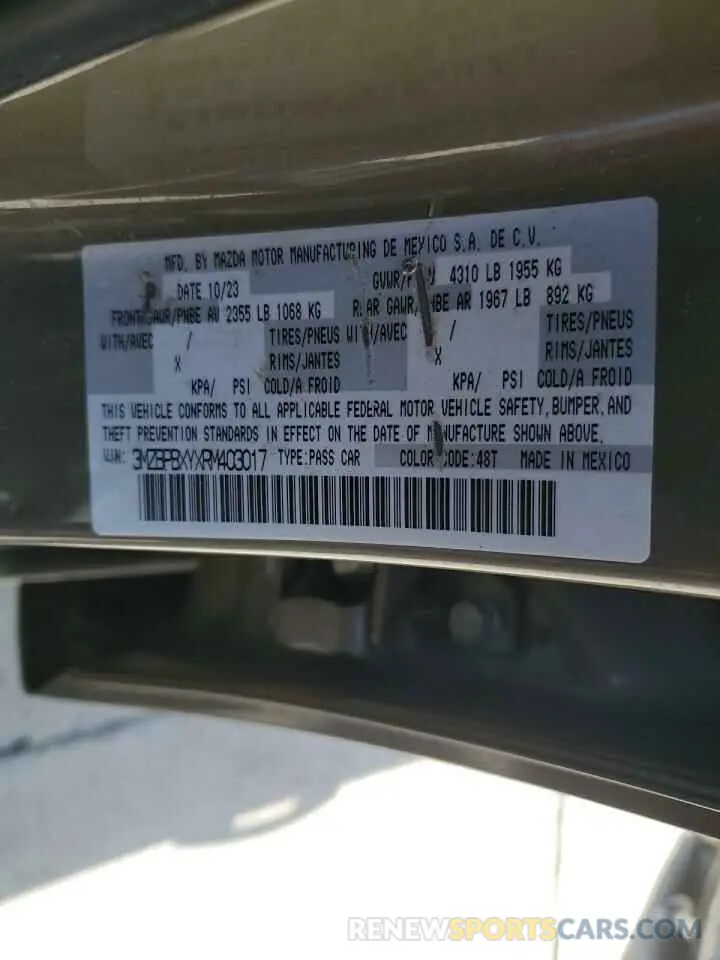 MFD. BY MAZDA MOTOR MANUFACTURING DE MEXICO S.A. DE C.V.
DATE 10/23 GVWR/ 4310 LB 1955 KG
FRONT GAWR/PNBE AV 2355 LB 1068 KG REAR GAWR/PNBE AR 1967 LB 892 KG
WITH/AVEC / TIRES/PNEUS WITH/AVEC / TIRES/PNEUS
X RIMS/JANTES X RIMS/JANTES
KPA/ PSI COLD/A FROID KPA/ PSI COLD/A FROID
THIS VEHICLE CONFORMS TO ALL APPLICABLE FEDERAL MOTOR VEHICLE SAFETY, BUMPER, AND
THEFT PREVENTION STANDARDS IN EFFECT ON THE DATE OF MANUFACTURE SHOWN ABOVE.
VIN: 3MZBPBXYXRM403017 TYPE:PASS CAR COLOR CODE:48T MADE IN MEXICO
RENEWSPORTSCARS.COM